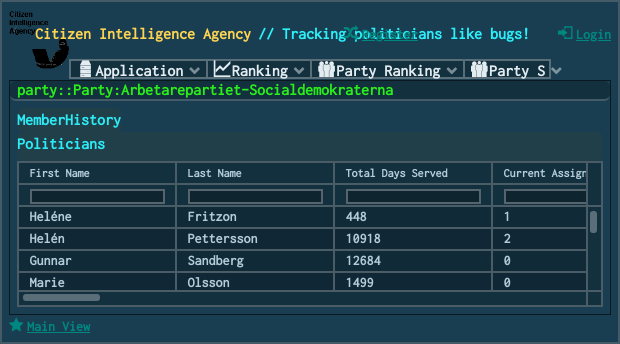 Citizen
Intelligence
Agency
Citizen Intelligence Agency // Tracking politicians like bugs!
Register
Login
Application
Ranking
Party Ranking
Party S
party::Party:Arbetarepartiet-Socialdemokraterna
MemberHistory
Politicians
First Name Last Name Total Days Served Current Assign
Heléne Fritzon 448 1
Helén Pettersson 10918 2
Gunnar Sandberg 12684 0
Marie Olsson 1499 0
Main View